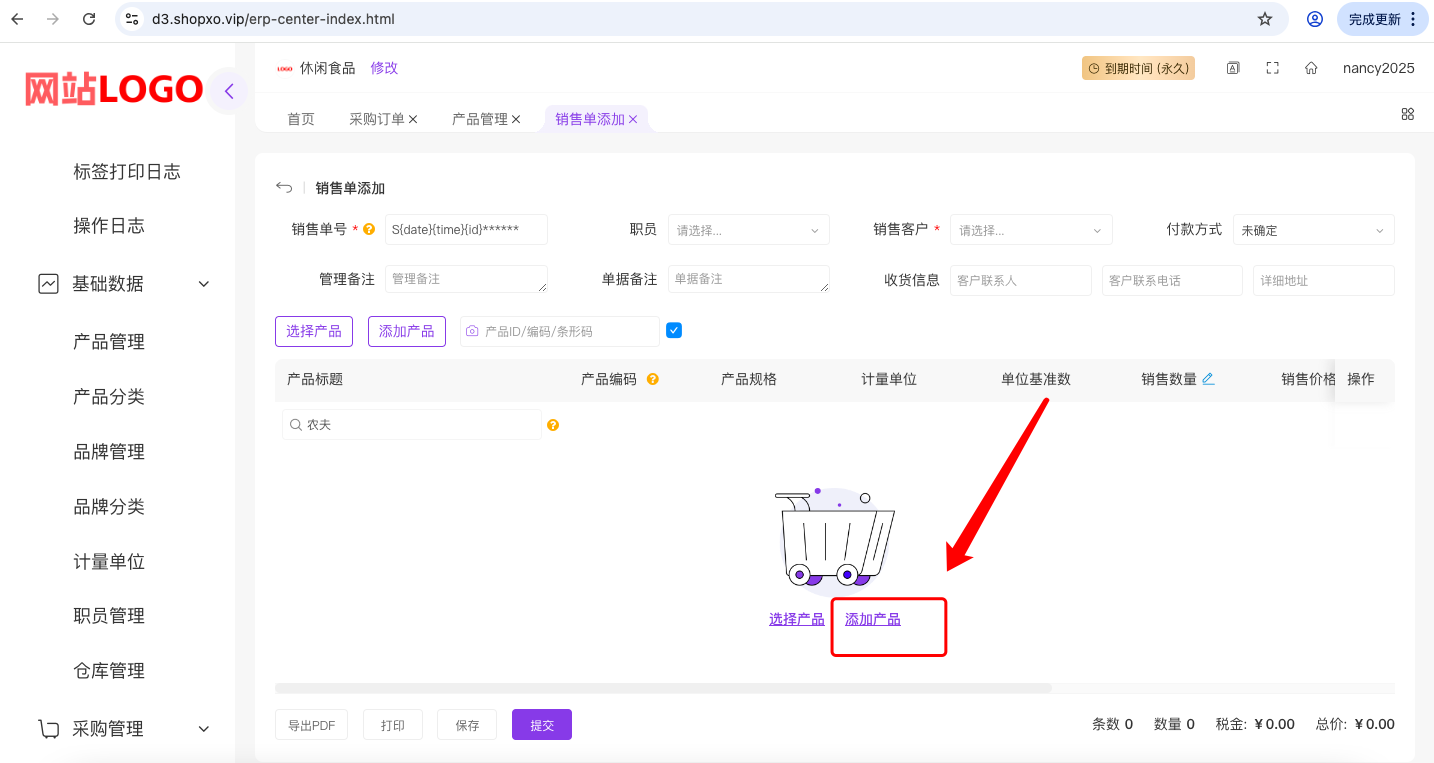 d3.shopxo.vip/erp-center-index.html
完成更新
网站LOGO
LOGO 休闲食品 修改
到期时间 (永久)
nancy2025
首页 采购订单 产品管理 销售单添加
标签打印日志
操作日志
基础数据
产品管理
产品分类
品牌管理
品牌分类
计量单位
职员管理
仓库管理
采购管理
销售单添加
销售单号 * S{date}{time}{id}****** 职员 请选择... 销售客户 * 请选择... 付款方式 未确定
管理备注 管理备注 单据备注 单据备注 收货信息 客户联系人 客户联系电话 详细地址
选择产品 添加产品 产品ID/编码/条形码
产品标题 产品编码 产品规格 计量单位 单位基准数 销售数量 销售价格 操作
农夫
选择产品 添加产品
导出PDF 打印 保存 提交 条数 0 数量 0 税金: ¥0.00 总价: ¥0.00